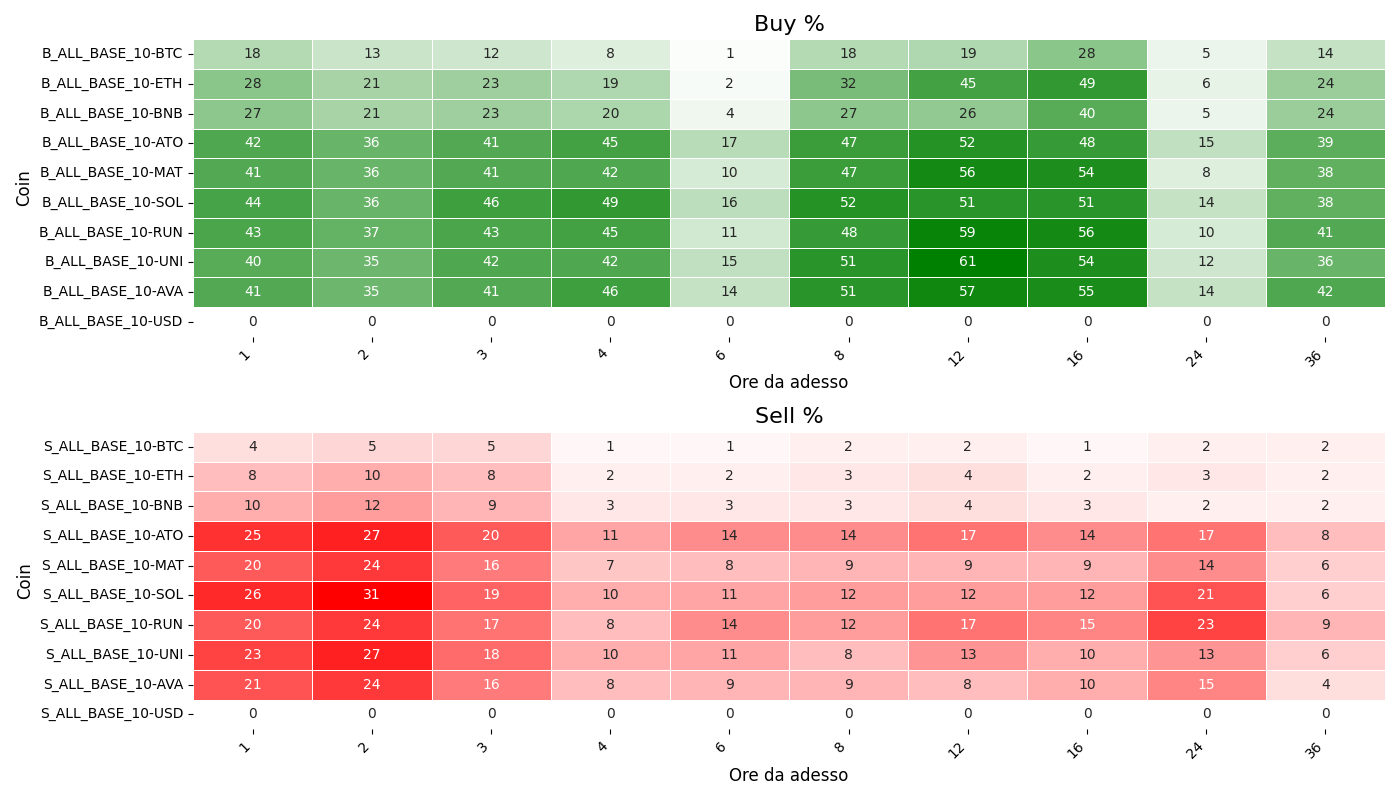 Buy %
Coin
B_ALL_BASE_10-BTC 18 13 12 8 1 18 19 28 5 14
B_ALL_BASE_10-ETH 28 21 23 19 2 32 45 49 6 24
B_ALL_BASE_10-BNB 27 21 23 20 4 27 26 40 5 24
B_ALL_BASE_10-ATO 42 36 41 45 17 47 52 48 15 39
B_ALL_BASE_10-MAT 41 36 41 42 10 47 56 54 8 38
B_ALL_BASE_10-SOL 44 36 46 49 16 52 51 51 14 38
B_ALL_BASE_10-RUN 43 37 43 45 11 48 59 56 10 41
B_ALL_BASE_10-UNI 40 35 42 42 15 51 61 54 12 36
B_ALL_BASE_10-AVA 41 35 41 46 14 51 57 55 14 42
B_ALL_BASE_10-USD 0 0 0 0 0 0 0 0 0 0
1 2 3 4 6 8 12 16 24 36
Ore da adesso
Sell %
Coin
S_ALL_BASE_10-BTC 4 5 5 1 1 2 2 1 2 2
S_ALL_BASE_10-ETH 8 10 8 2 2 3 4 2 3 2
S_ALL_BASE_10-BNB 10 12 9 3 3 3 4 3 2 2
S_ALL_BASE_10-ATO 25 27 20 11 14 14 17 14 17 8
S_ALL_BASE_10-MAT 20 24 16 7 8 9 9 9 14 6
S_ALL_BASE_10-SOL 26 31 19 10 11 12 12 12 21 6
S_ALL_BASE_10-RUN 20 24 17 8 14 12 17 15 23 9
S_ALL_BASE_10-UNI 23 27 18 10 11 8 13 10 13 6
S_ALL_BASE_10-AVA 21 24 16 8 9 9 8 10 15 4
S_ALL_BASE_10-USD 0 0 0 0 0 0 0 0 0 0
1 2 3 4 6 8 12 16 24 36
Ore da adesso